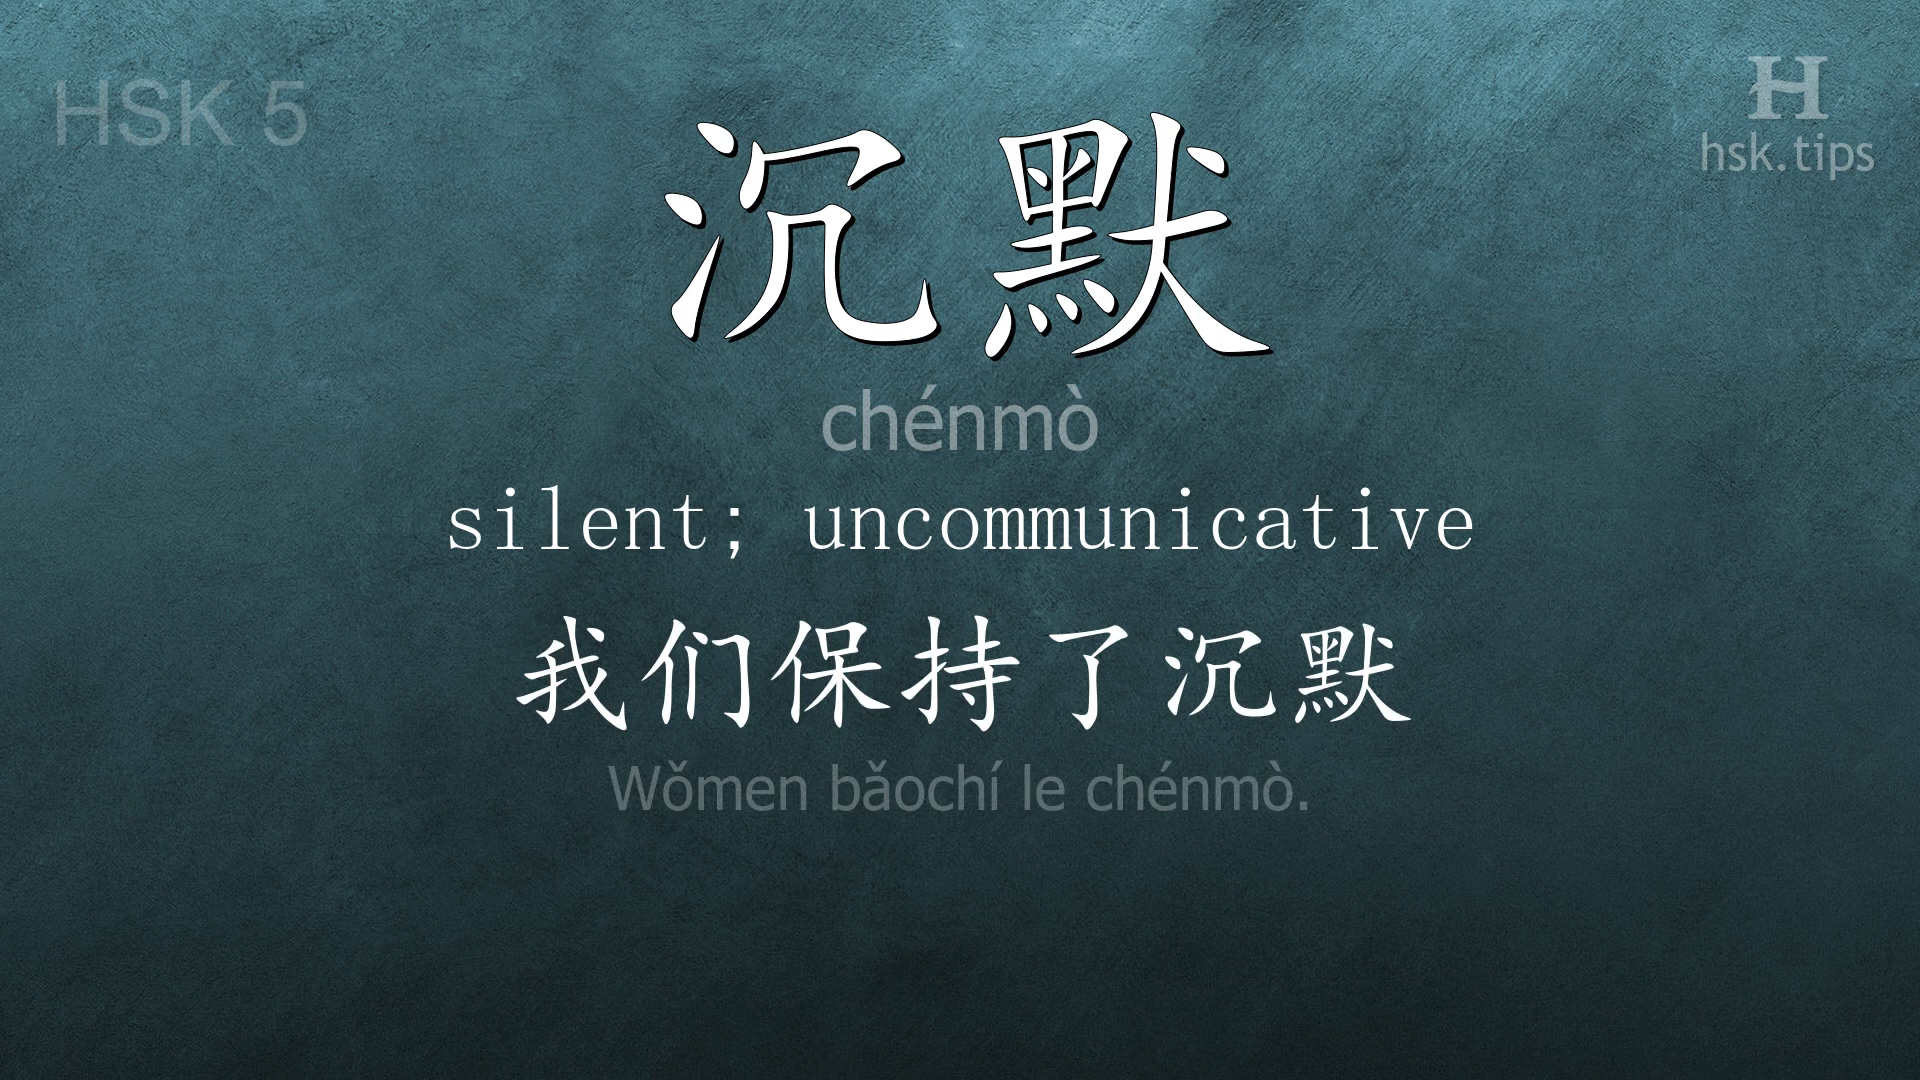 HSK 5
H
hsk.tips
沉默
chénmò
silent; uncommunicative
我们保持了沉默
Wǒmen bǎochí le chénmò.